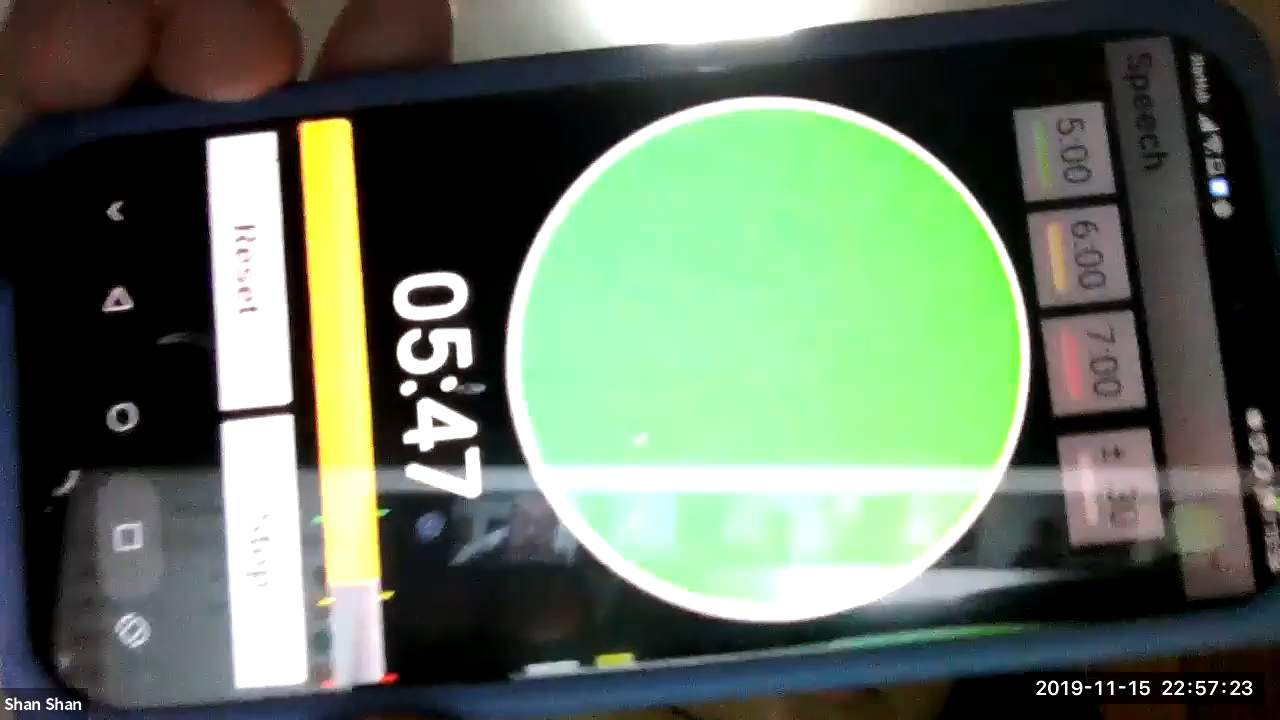 Speech
5:00
6:00
7:00
± :30
05:47
Reset
Stop
Shan Shan
2019-11-15 22:57:23